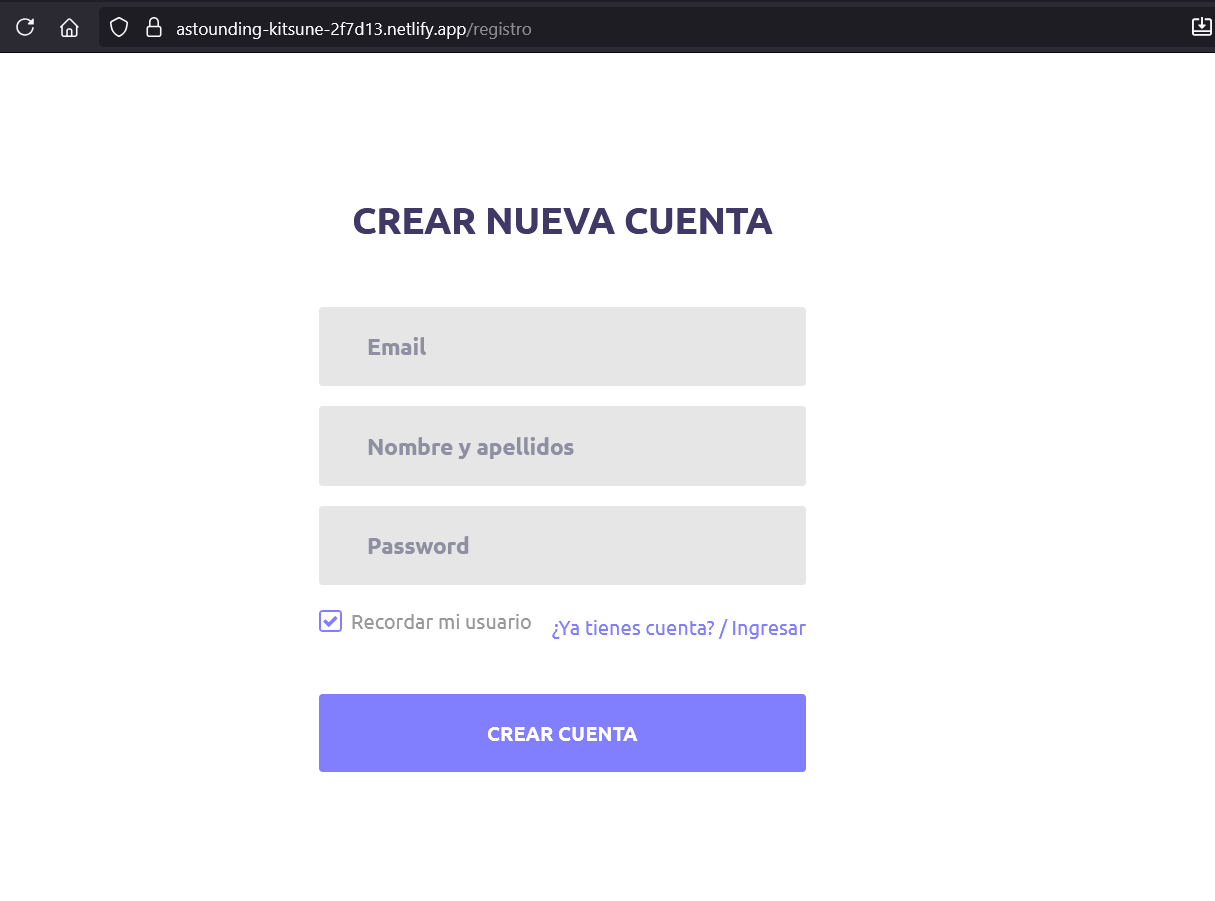 astounding-kitsune-2f7d13.netlify.app/registro
CREAR NUEVA CUENTA
Email
Nombre y apellidos
Password
Recordar mi usuario ¿Ya tienes cuenta? / Ingresar
CREAR CUENTA